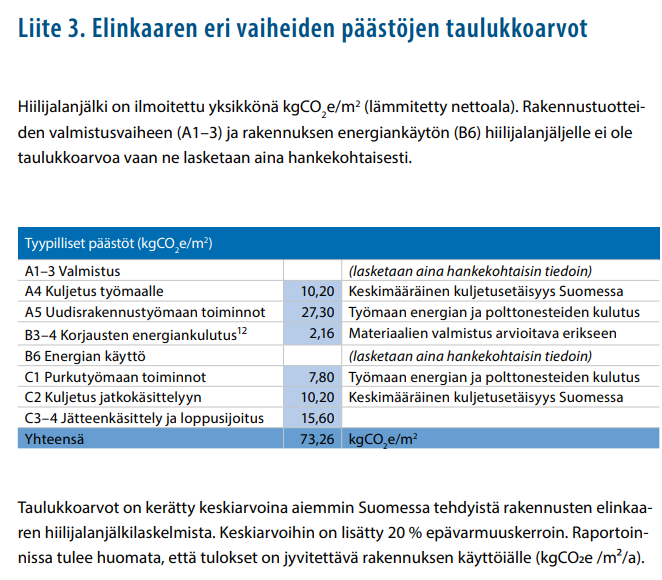 Liite 3. Elinkaaren eri vaiheiden päästöjen taulukkoarvot
Hiilijalanjälki on ilmoitettu yksikkönä kgCO₂e/m² (lämmitetty nettoala). Rakennustuottei-
den valmistusvaiheen (A1–3) ja rakennuksen energiankäytön (B6) hiilijalanjäljelle ei ole
taulukkoarvoa vaan ne lasketaan aina hankekohtaisesti.
Tyypilliset päästöt (kgCO₂e/m²)
A1–3 Valmistus (lasketaan aina hankekohtaisin tiedoin)
A4 Kuljetus työmaalle 10,20 Keskimääräinen kuljetusetäisyys Suomessa
A5 Uudisrakennustyömaan toiminnot 27,30 Työmaan energian ja polttonesteiden kulutus
B3–4 Korjausten energiankulutus¹² 2,16 Materiaalien valmistus arvioitava erikseen
B6 Energian käyttö (lasketaan aina hankekohtaisin tiedoin)
C1 Purkutyömaan toiminnot 7,80 Työmaan energian ja polttonesteiden kulutus
C2 Kuljetus jatkokäsittelyyn 10,20 Keskimääräinen kuljetusetäisyys Suomessa
C3–4 Jätteenkäsittely ja loppusijoitus 15,60
Yhteensä 73,26 kgCO₂e/m²
Taulukkoarvot on kerätty keskiarvoina aiemmin Suomessa tehdyistä rakennusten elinkaa-
ren hiilijalanjälkilaskelmista. Keskiarvoihin on lisätty 20 % epävarmuuskerroin. Raportoin-
nissa tulee huomata, että tulokset on jyvitettävä rakennuksen käyttöiälle (kgCO₂e /m²/a).